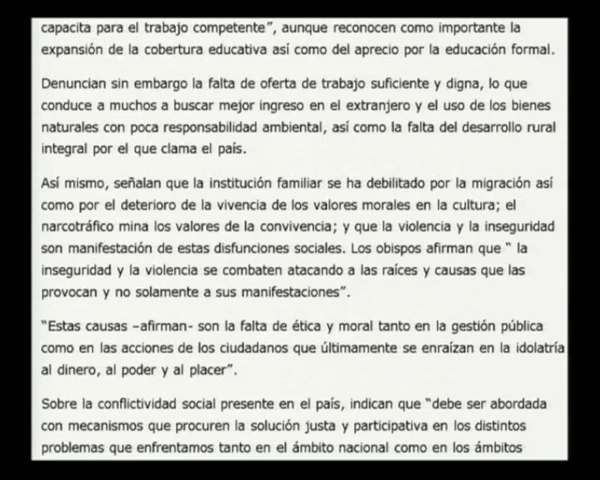 capacita para el trabajo competente”, aunque reconocen como importante la
expansión de la cobertura educativa así como del aprecio por la educación formal.
Denuncian sin embargo la falta de oferta de trabajo suficiente y digna, lo que
conduce a muchos a buscar mejor ingreso en el extranjero y el uso de los bienes
naturales con poca responsabilidad ambiental, así como la falta del desarrollo rural
integral por el que clama el país.
Así mismo, señalan que la institución familiar se ha debilitado por la migración así
como por el deterioro de la vivencia de los valores morales en la cultura; el
narcotráfico mina los valores de la convivencia; y que la violencia y la inseguridad
son manifestación de estas disfunciones sociales. Los obispos afirman que “ la
inseguridad y la violencia se combaten atacando a las raíces y causas que las
provocan y no solamente a sus manifestaciones”.
“Estas causas –afirman- son la falta de ética y moral tanto en la gestión pública
como en las acciones de los ciudadanos que últimamente se enraízan en la idolatría
al dinero, al poder y al placer”.
Sobre la conflictividad social presente en el país, indican que “debe ser abordada
con mecanismos que procuren la solución justa y participativa en los distintos
problemas que enfrentamos tanto en el ámbito nacional como en los ámbitos